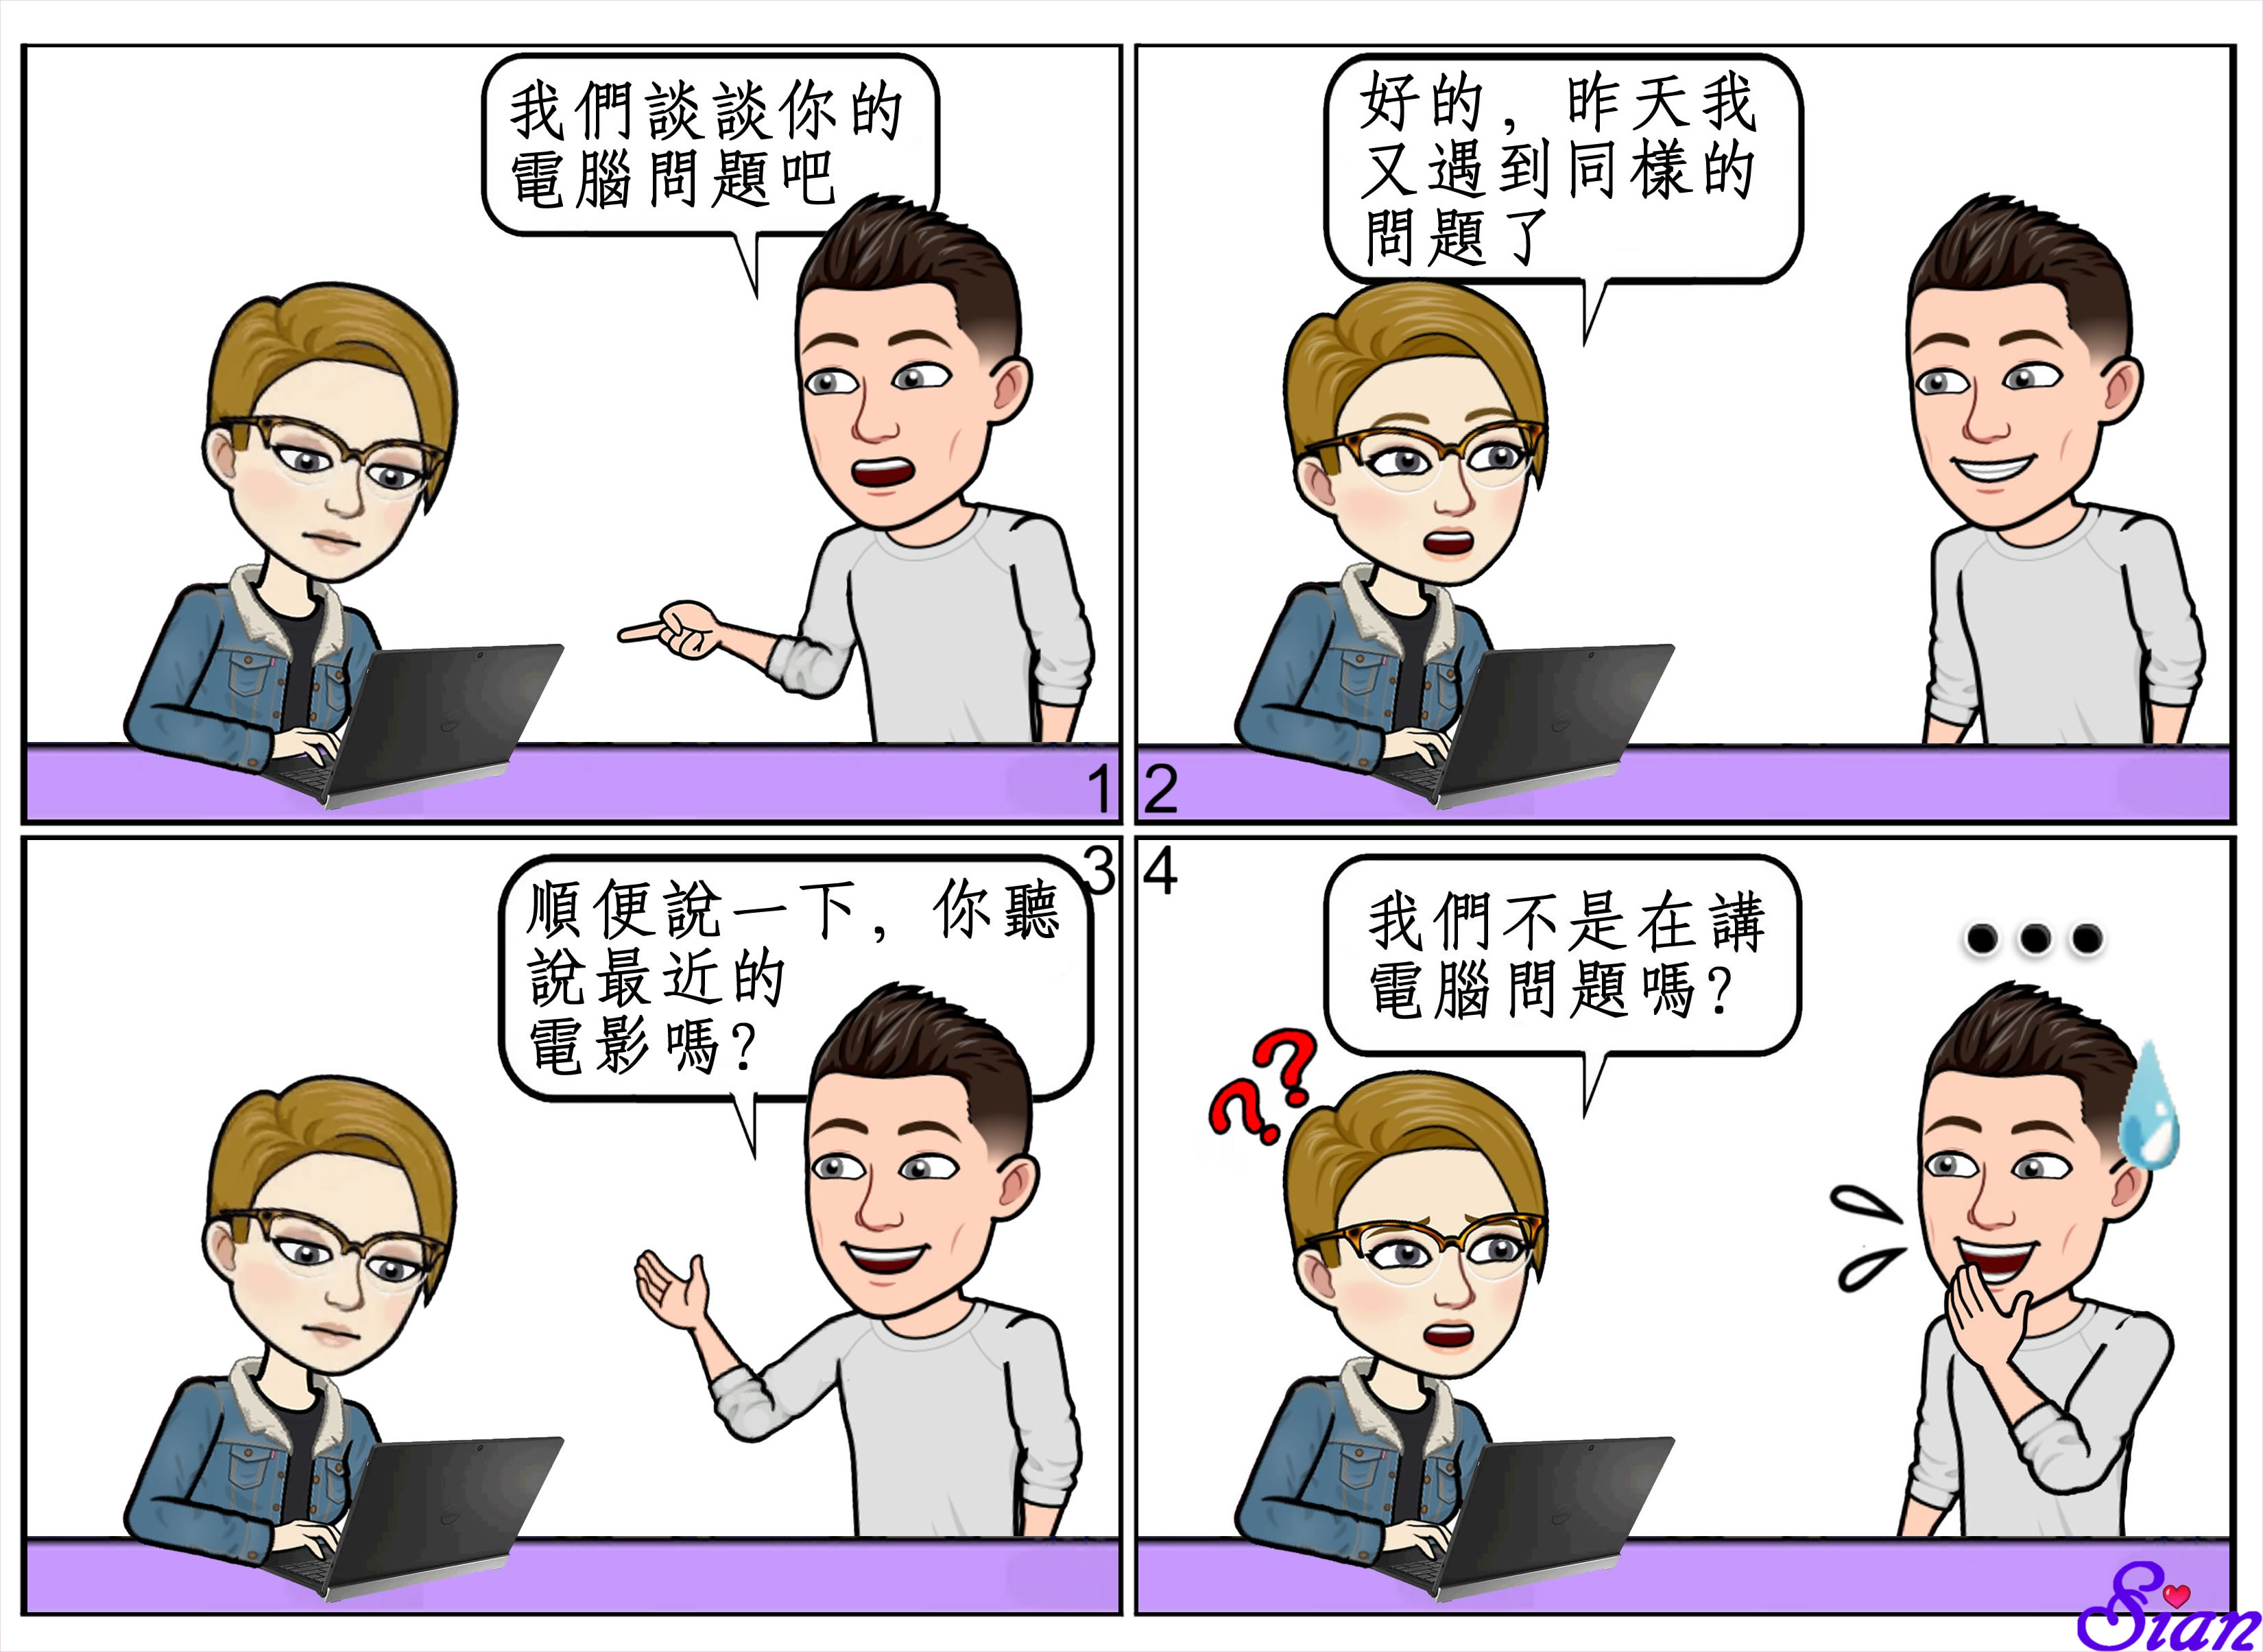 我們談談你的
電腦問題吧
1
好的，昨天我
又遇到同樣的
問題了
2
順便說一下，你聽
說最近的
電影嗎？
3
我們不是在講
電腦問題嗎？
??
4
Sian